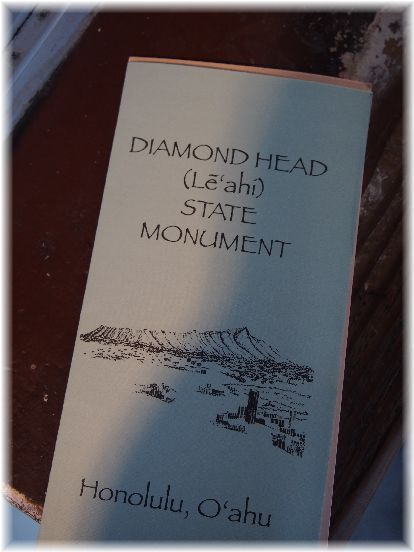 DIAMOND HEAD
(Lēʻahi)
STATE
MONUMENT
Honolulu, Oʻahu